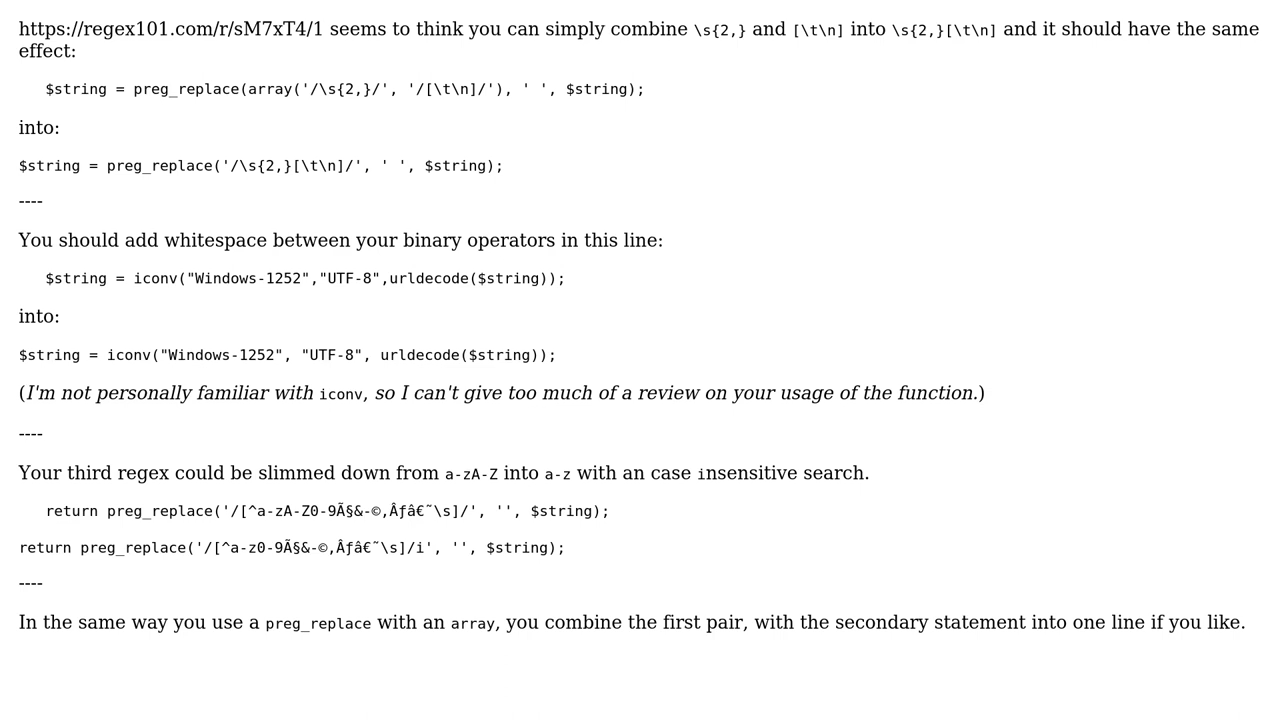 https://regex101.com/r/sM7xT4/1 seems to think you can simply combine \s{2,} and [\t\n] into \s{2,}[\t\n] and it should have the same
effect:
$string = preg_replace(array('/\s{2,}/', '/[\t\n]/'), ' ', $string);
into:
$string = preg_replace('/\s{2,}[\t\n]/', ' ', $string);
----
You should add whitespace between your binary operators in this line:
$string = iconv("Windows-1252","UTF-8",urldecode($string));
into:
$string = iconv("Windows-1252", "UTF-8", urldecode($string));
(I'm not personally familiar with iconv, so I can't give too much of a review on your usage of the function.)
----
Your third regex could be slimmed down from a-zA-Z into a-z with an case insensitive search.
return preg_replace('/[^a-zA-Z0-9Ã§&-©,Âƒâ€˜\s]/', '', $string);
return preg_replace('/[^a-z0-9Ã§&-©,Âƒâ€˜\s]/i', '', $string);
----
In the same way you use a preg_replace with an array, you combine the first pair, with the secondary statement into one line if you like.